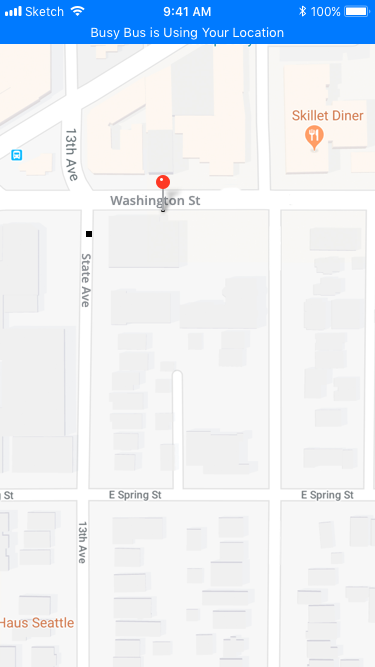 Sketch 9:41 AM 100%
Busy Bus is Using Your Location
Skillet Diner
13th Ave
Washington St
State Ave
g St
E Spring St
E Spring St
13th Ave
Haus Seattle